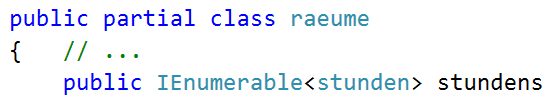 public partial class raeume
{   // ...
    public IEnumerable<stunden> stundens